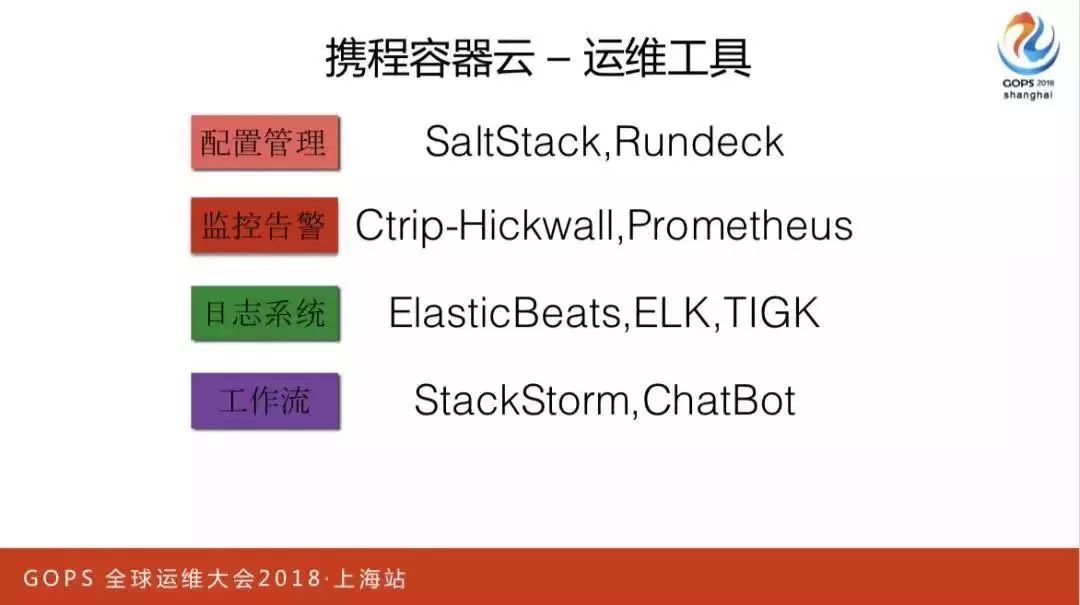 携程容器云 – 运维工具
GOPS 2018
shanghai
配置管理 SaltStack,Rundeck
监控告警 Ctrip-Hickwall,Prometheus
日志系统 ElasticBeats,ELK,TIGK
工作流 StackStorm,ChatBot
GOPS 全球运维大会2018·上海站